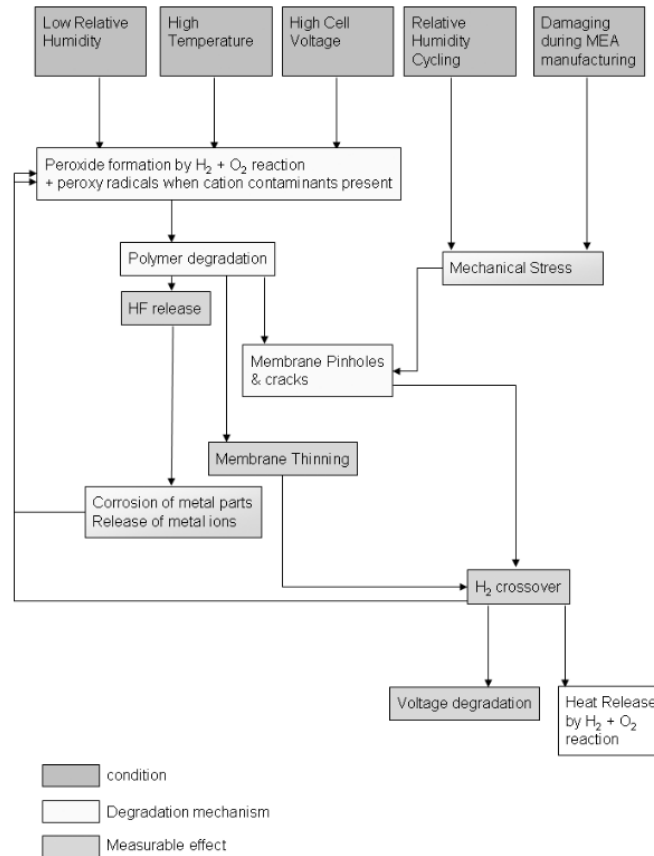 Low Relative
Humidity
High
Temperature
High Cell
Voltage
Relative
Humidity
Cycling
Damaging
during MEA
manufacturing
Peroxide formation by H₂ + O₂ reaction
+ peroxy radicals when cation contaminants present
Polymer degradation
Mechanical Stress
HF release
Membrane Pinholes
& cracks
Membrane Thinning
Corrosion of metal parts
Release of metal ions
H₂ crossover
Voltage degradation
Heat Release
by H₂ + O₂
reaction
condition
Degradation mechanism
Measurable effect